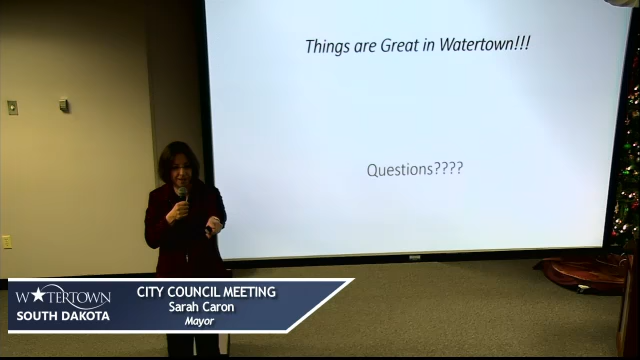 Things are Great in Watertown!!!
Questions????
WATERTOWN
SOUTH DAKOTA
CITY COUNCIL MEETING
Sarah Caron
Mayor